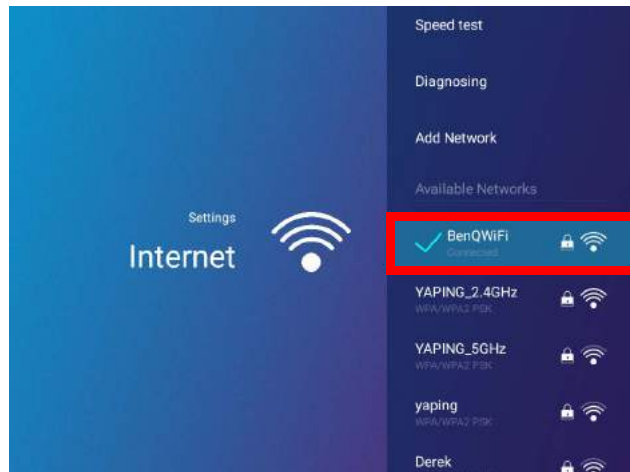 Speed test
Diagnosing
Add Network
Available Networks
Settings
Internet
BenQWiFi
Connected
YAPING_2.4GHz
WPA/WPA2 PSK
YAPING_5GHz
WPA/WPA2 PSK
yaping
WPA/WPA2 PSK
Derek